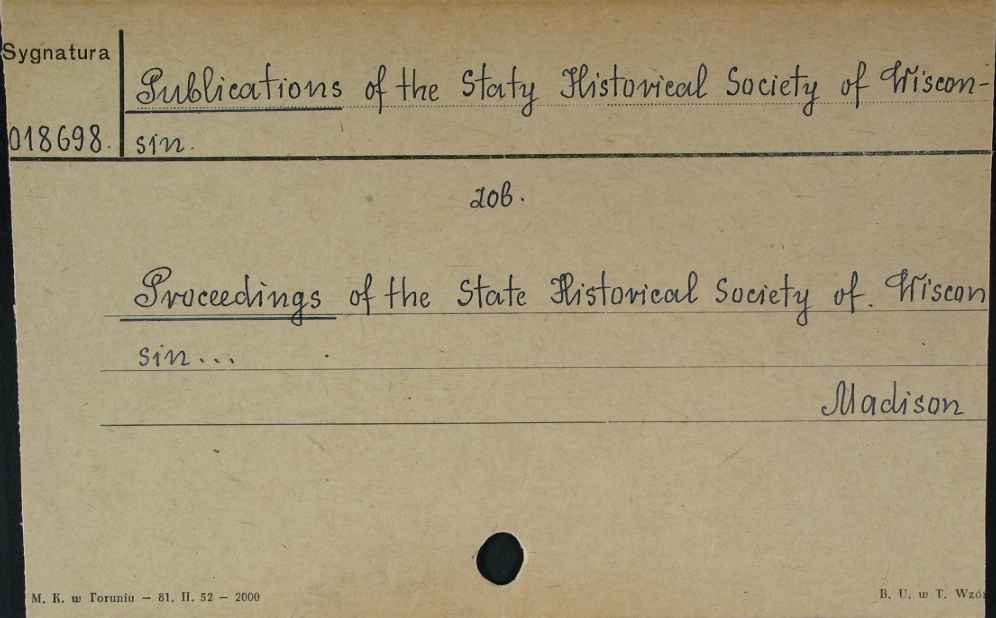 Sygnatura
Publications of the Staty Historical Society of Wiscon-
018698. sin.
zob.
Proceedings of the State Historical Society of. Wiscon
sin...
Madison
M. K. w Toruniu — 81. II. 52 — 2000
B. U. w T. Wzór